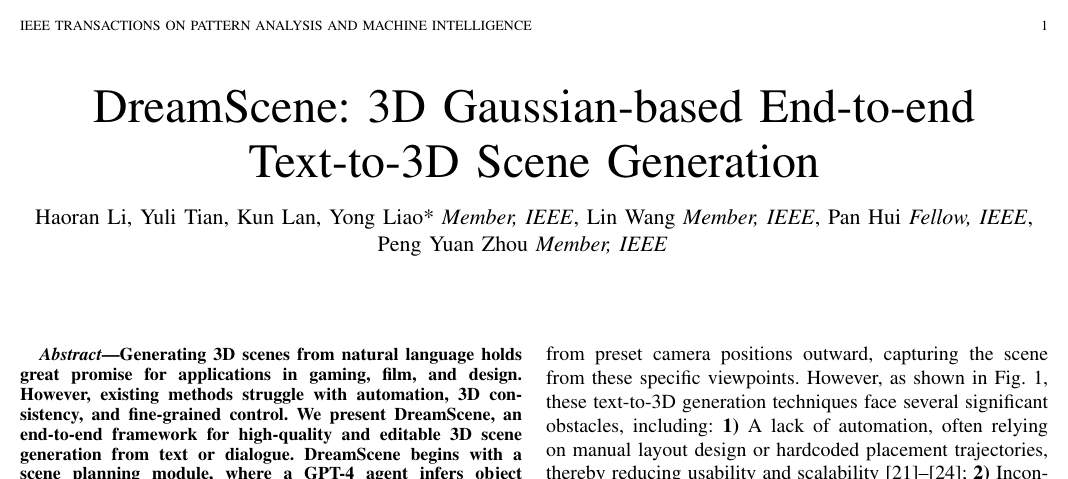 IEEE TRANSACTIONS ON PATTERN ANALYSIS AND MACHINE INTELLIGENCE 1
DreamScene: 3D Gaussian-based End-to-end
Text-to-3D Scene Generation
Haoran Li, Yuli Tian, Kun Lan, Yong Liao* Member, IEEE, Lin Wang Member, IEEE, Pan Hui Fellow, IEEE,
Peng Yuan Zhou Member, IEEE
Abstract—Generating 3D scenes from natural language holds
great promise for applications in gaming, film, and design.
However, existing methods struggle with automation, 3D con-
sistency, and fine-grained control. We present DreamScene, an
end-to-end framework for high-quality and editable 3D scene
generation from text or dialogue. DreamScene begins with a
scene planning module, where a GPT-4 agent infers object
from preset camera positions outward, capturing the scene
from these specific viewpoints. However, as shown in Fig. 1,
these text-to-3D generation techniques face several significant
obstacles, including: 1) A lack of automation, often relying
on manual layout design or hardcoded placement trajectories,
thereby reducing usability and scalability [21]–[24]; 2) Incon-